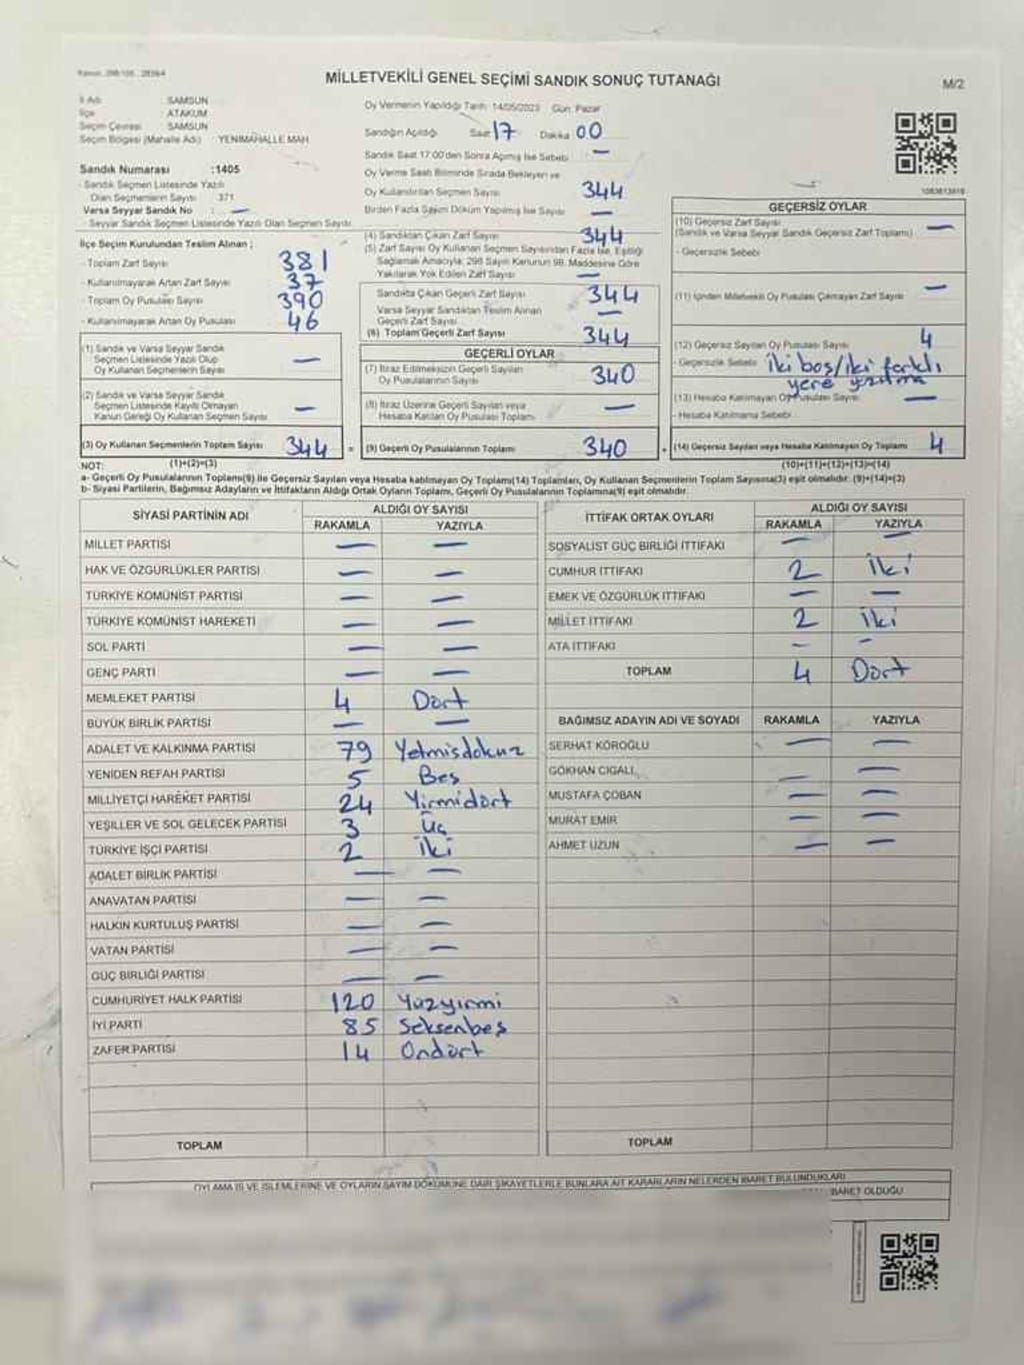 MİLLETVEKİLİ GENEL SEÇİMİ SANDIK SONUÇ TUTANAĞI
M/2
İl Adı : SAMSUN
İlçe : ATAKUM
Seçim Çevresi : SAMSUN
Seçim Bölgesi (Mahalle Adı) : YENİMAHALLE MAH.
Oy Vermenin Yapıldığı Tarih: 14/05/2023 Gün: Pazar
Sandığın Açıldığı Saat 17 Dakika 00
Sandık Saat 17:00'den Sonra Açılmış İse Sebebi —
Sandık Numarası :1405
- Sandık Seçmen Listesinde Yazılı
Olan Seçmenlerin Sayısı 371
Varsa Seyyar Sandık No : —
- Seyyar Sandık Seçmen Listesinde Yazılı Olan Seçmen Sayısı:
Oy Verme Saati Bitiminde Sırada Bekleyen ve
Oy Kullandırılan Seçmen Sayısı 344
Birden Fazla Sayım Döküm Yapılmış İse Sayısı —
İlçe Seçim Kurulundan Teslim Alınan ;
- Toplam Zarf Sayısı 381
- Kullanılmayarak Artan Zarf Sayısı 37
- Toplam Oy Pusulası Sayısı 390
- Kullanılmayarak Artan Oy Pusulası 46
(1) Sandık ve Varsa Seyyar Sandık
Seçmen Listesinde Yazılı Olup
Oy Kullanan Seçmenlerin Sayısı —
(2) Sandık ve Varsa Seyyar Sandık
Seçmen Listesinde Kayıtlı Olmayan
Kanun Gereği Oy Kullanan Seçmen Sayısı —
(3) Oy Kullanan Seçmenlerin Toplam Sayısı 344
(1)+(2)=(3)
(4) Sandıktan Çıkan Zarf Sayısı 344
(5) Zarf Sayısı Oy Kullanan Seçmen Sayısından Fazla İse, Eşitliği
Sağlamak Amacıyla; 298 Sayılı Kanunun 98. Maddesine Göre
Yakılarak Yok Edilen Zarf Sayısı —
Sandıkta Çıkan Geçerli Zarf Sayısı 344
Varsa Seyyar Sandıktan Teslim Alınan
Geçerli Zarf Sayısı —
(6) Toplam Geçerli Zarf Sayısı 344
GEÇERLİ OYLAR
(7) İtiraz Edilmeksizin Geçerli Sayılan
Oy Pusulalarının Sayısı 340
(8) İtiraz Üzerine Geçerli Sayılan veya
Hesaba Katılan Oy Pusulası Toplamı —
(9) Geçerli Oy Pusulalarının Toplamı 340
GEÇERSİZ OYLAR
(10) Geçersiz Zarf Sayısı
(Sandık ve Varsa Seyyar Sandık Geçersiz Zarf Toplamı) —
- Geçersizlik Sebebi
(11) İçinden Milletvekili Oy Pusulası Çıkmayan Zarf Sayısı —
(12) Geçersiz Sayılan Oy Pusulası Sayısı 4
- Geçersizlik Sebebi İki boş/iki farklı
yere yazılma
(13) Hesaba Katılmayan Oy Pusulası Sayısı —
- Hesaba Katılmama Sebebi
(14) Geçersiz Sayılan veya Hesaba Katılmayan Oy Toplamı 4
(10)+(11)+(12)+(13)=(14)
NOT:
a- Geçerli Oy Pusulalarının Toplamı(9) ile Geçersiz Sayılan veya Hesaba katılmayan Oy Toplamı(14) Toplamları, Oy Kullanan Seçmenlerin Toplam Sayısına(3) eşit olmalıdır. (9)+(14)=(3)
b- Siyasi Partilerin, Bağımsız Adayların ve İttifakların Aldığı Ortak Oyların Toplamı, Geçerli Oy Pusulalarının Toplamına(9) eşit olmalıdır.
SİYASİ PARTİNİN ADI ALDIĞI OY SAYISI
RAKAMLA YAZIYLA
MİLLET PARTİSİ — —
HAK VE ÖZGÜRLÜKLER PARTİSİ — —
TÜRKİYE KOMÜNİST PARTİSİ — —
TÜRKİYE KOMÜNİST HAREKETİ — —
SOL PARTİ — —
GENÇ PARTİ — —
MEMLEKET PARTİSİ 4 Dört
BÜYÜK BİRLİK PARTİSİ — —
ADALET VE KALKINMA PARTİSİ 79 Yetmisdokuz
YENİDEN REFAH PARTİSİ 5 Beş
MİLLİYETÇİ HAREKET PARTİSİ 24 Yirmidört
YEŞİLLER VE SOL GELECEK PARTİSİ 3 Üç
TÜRKİYE İŞÇİ PARTİSİ 2 İki
ADALET BİRLİK PARTİSİ — —
ANAVATAN PARTİSİ — —
HALKIN KURTULUŞ PARTİSİ — —
VATAN PARTİSİ — —
GÜÇ BİRLİĞİ PARTİSİ — —
CUMHURİYET HALK PARTİSİ 120 Yüzyirmi
İYİ PARTİ 85 Seksenbeş
ZAFER PARTİSİ 14 Ondört
TOPLAM
İTTİFAK ORTAK OYLARI ALDIĞI OY SAYISI
RAKAMLA YAZIYLA
SOSYALİST GÜÇ BİRLİĞİ İTTİFAKI — —
CUMHUR İTTİFAKI 2 İki
EMEK VE ÖZGÜRLÜK İTTİFAKI — —
MİLLET İTTİFAKI 2 İki
ATA İTTİFAKI — —
TOPLAM 4 Dört
BAĞIMSIZ ADAYIN ADI VE SOYADI RAKAMLA YAZIYLA
SERHAT KÖROĞLU — —
GÖKHAN CIGALI — —
MUSTAFA ÇOBAN — —
MURAT EMİR — —
AHMET UZUN — —
TOPLAM
OYLAMA İŞ VE İŞLEMLERİNE VE OYLARIN SAYIM DÖKÜMÜNE DAİR ŞİKAYETLERLE BUNLARA AİT KARARLARIN NELERDEN İBARET BULUNDUKLARI
İBARET OLDUĞU